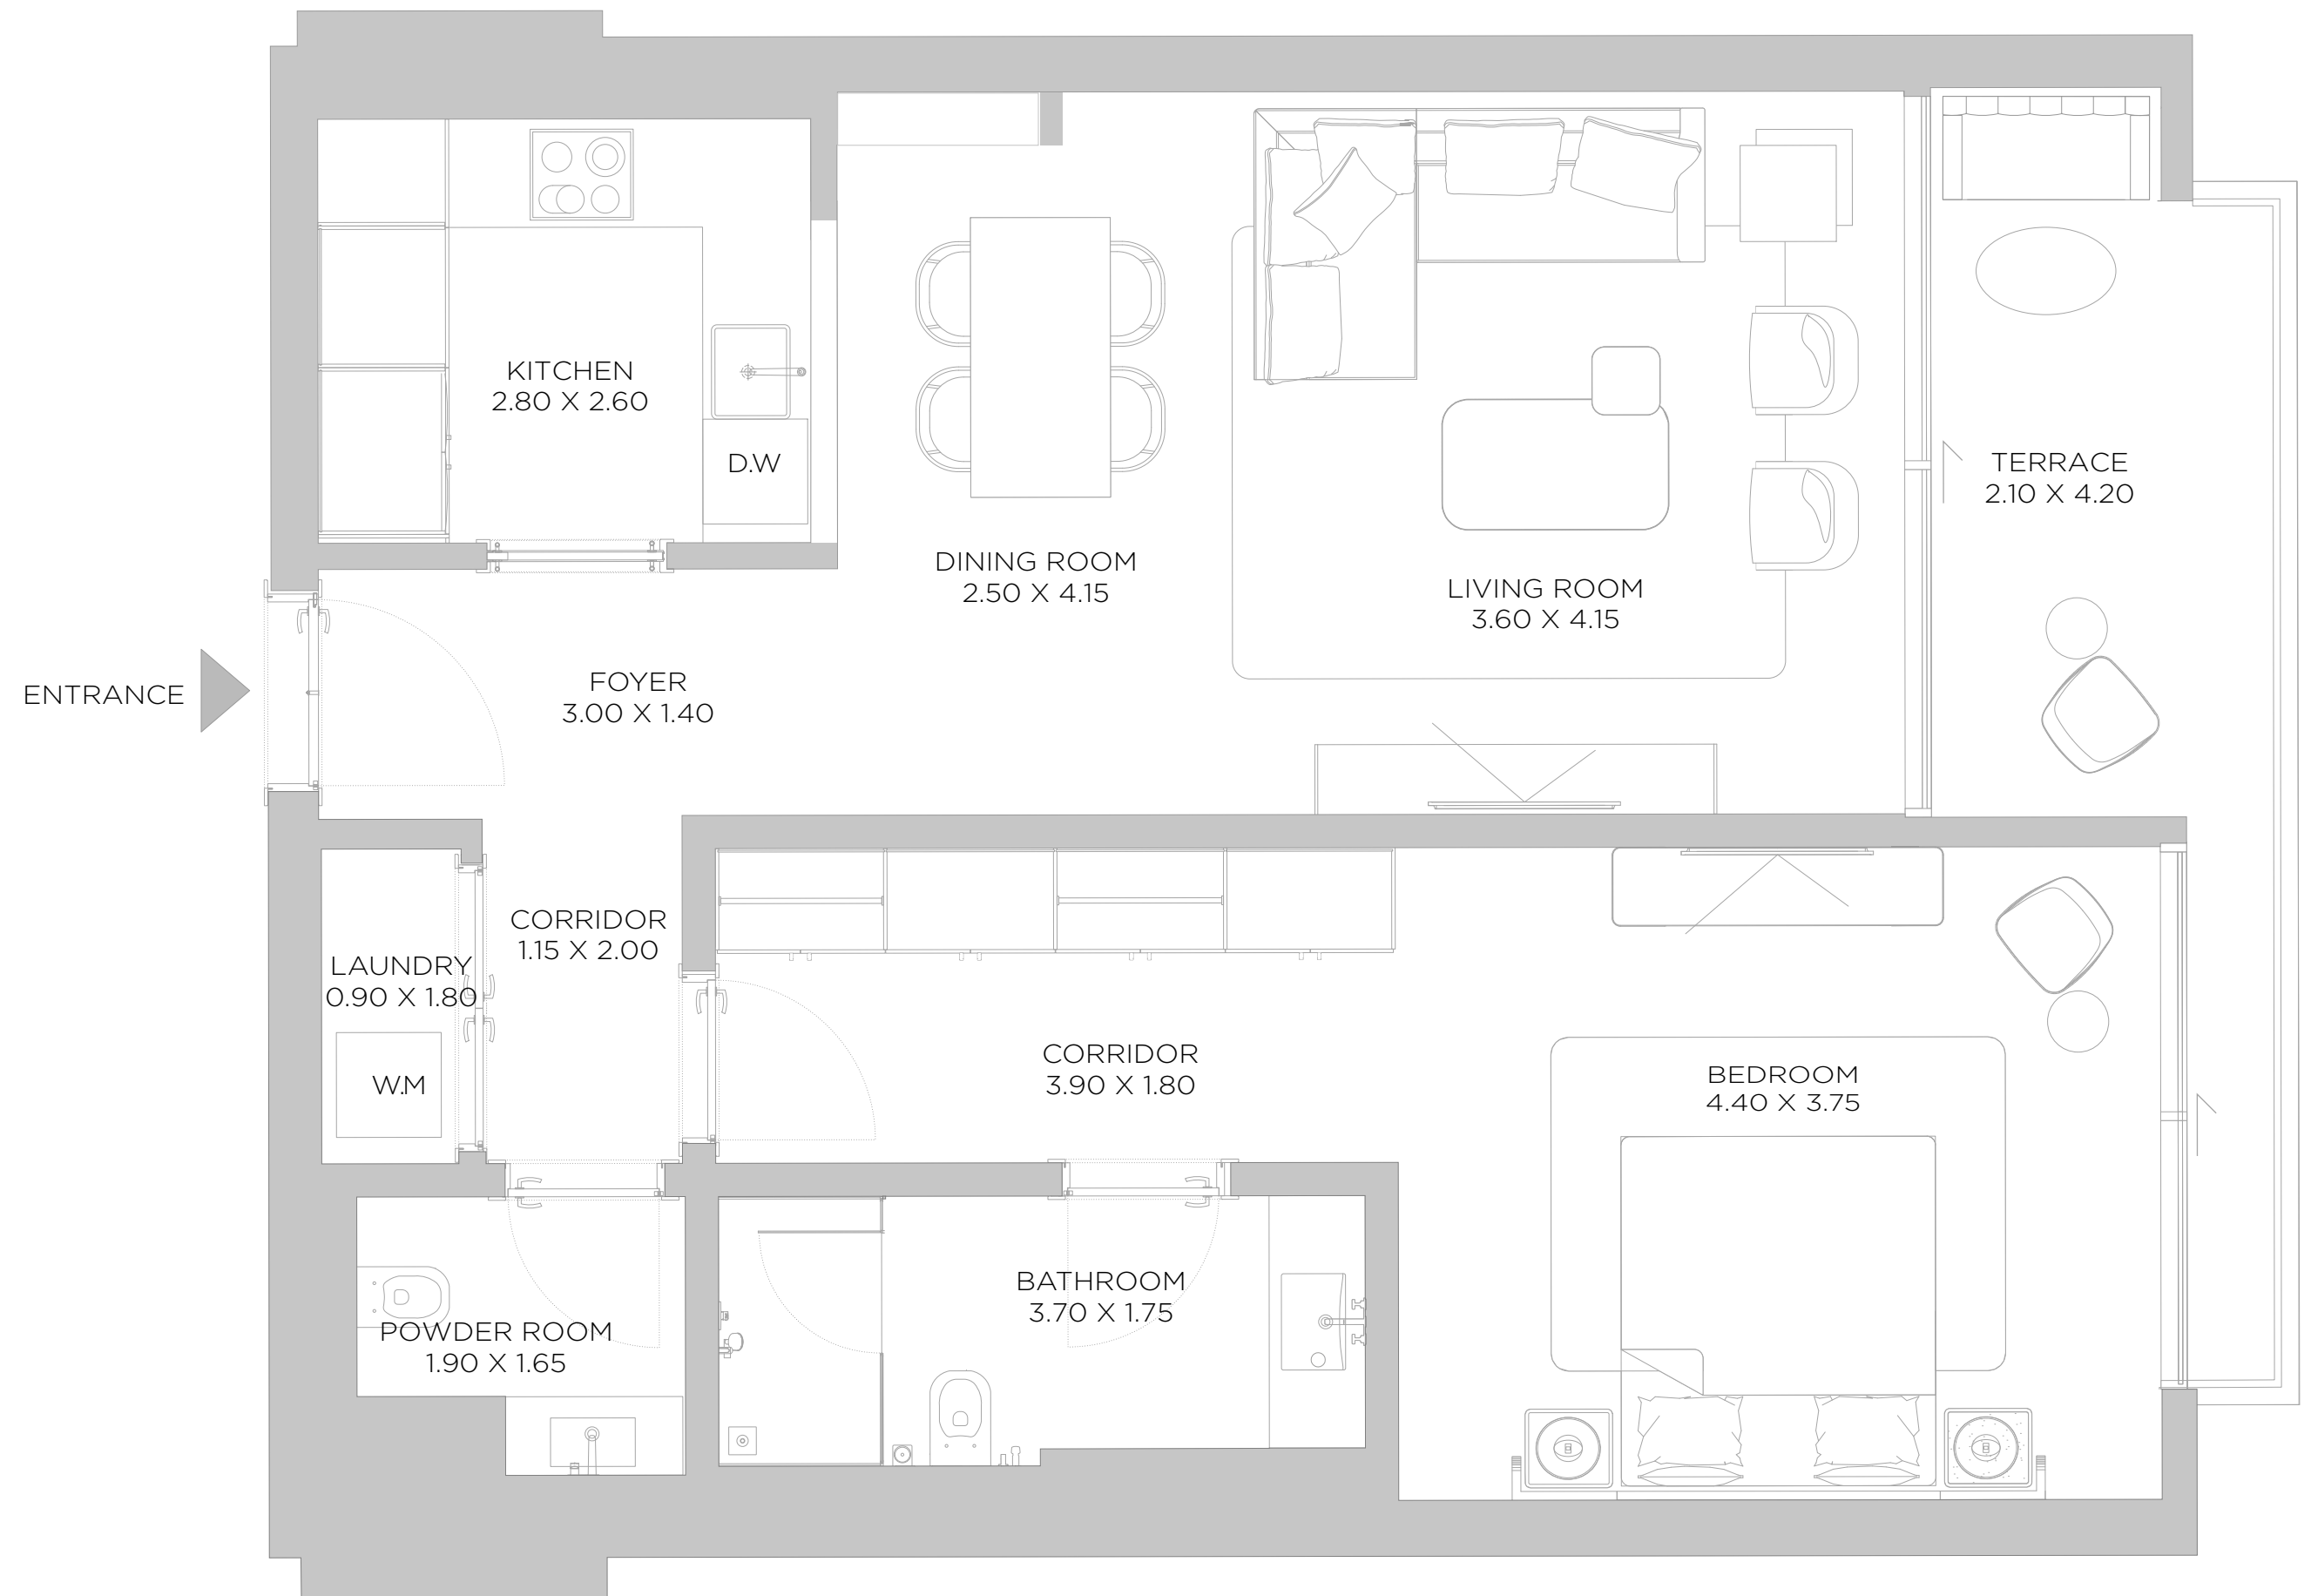 KITCHEN
2.80 X 2.60
D.W
TERRACE
2.10 X 4.20
DINING ROOM
2.50 X 4.15
LIVING ROOM
3.60 X 4.15
ENTRANCE
FOYER
3.00 X 1.40
CORRIDOR
1.15 X 2.00
LAUNDRY
0.90 X 1.80
W.M
CORRIDOR
3.90 X 1.80
BEDROOM
4.40 X 3.75
BATHROOM
3.70 X 1.75
POWDER ROOM
1.90 X 1.65